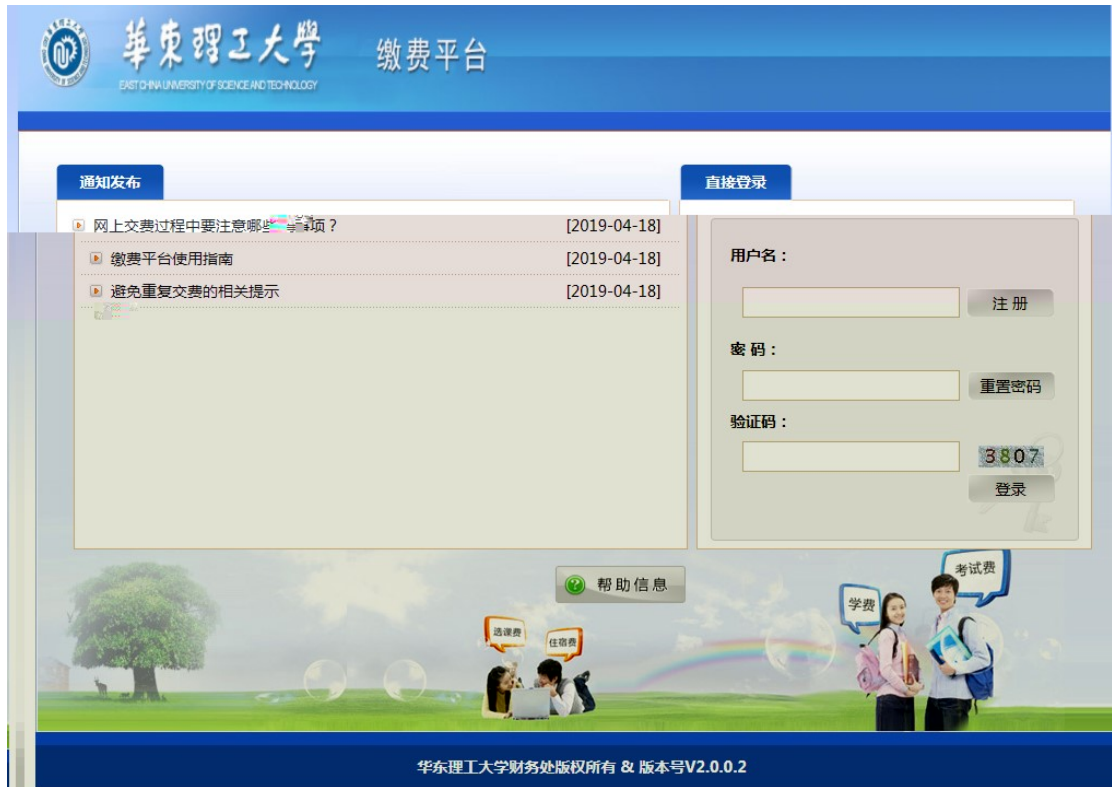 華東理工大學 缴费平台
EAST CHINA UNIVERSITY OF SCIENCE AND TECHNOLOGY
通知发布
网上交费过程中要注意哪些 事项？ [2019-04-18]
缴费平台使用指南 [2019-04-18]
避免重复交费的相关提示 [2019-04-18]
直接登录
用户名：
注 册
密 码：
重置密码
验证码：
3807
登录
帮助信息
选课费
住宿费
学费
考试费
华东理工大学财务处版权所有 & 版本号V2.0.0.2